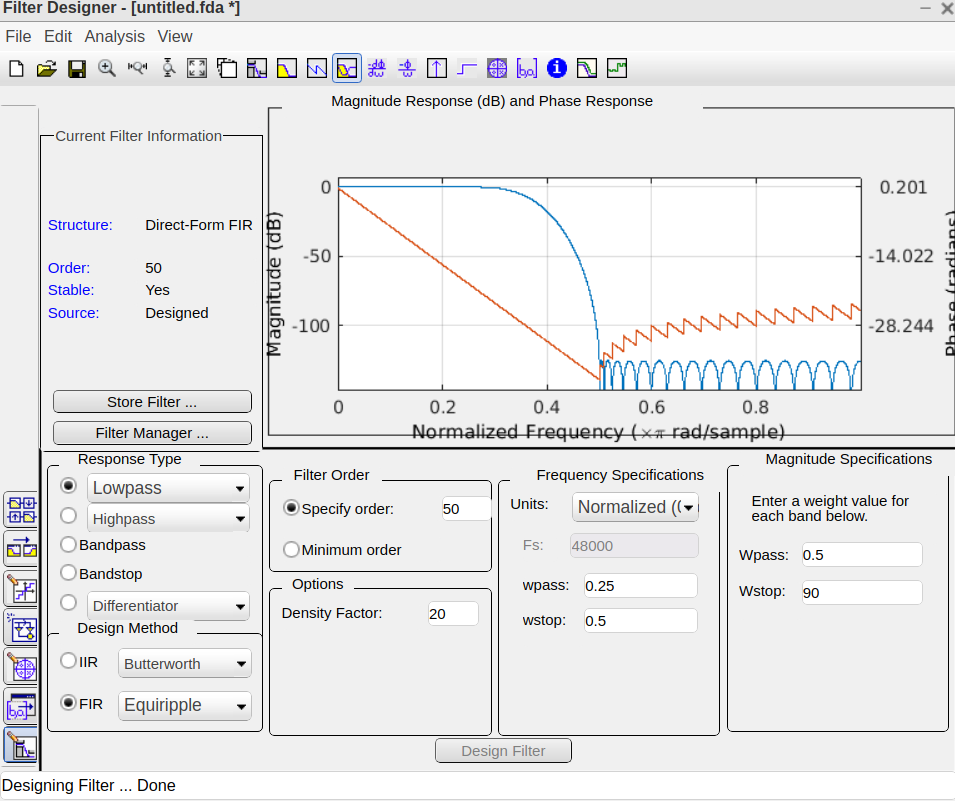 Filter Designer - [untitled.fda *]
File Edit Analysis View
[b,a]
i
Magnitude Response (dB) and Phase Response
Current Filter Information
Structure: Direct-Form FIR
Order: 50
Stable: Yes
Source: Designed
Store Filter ...
Filter Manager ...
Magnitude (dB)
0
-50
-100
0.201
-14.022
-28.244
Phase (radians)
0 0.2 0.4 0.6 0.8
Normalized Frequency (×π rad/sample)
Response Type
Lowpass
Highpass
Bandpass
Bandstop
Differentiator
Design Method
IIR Butterworth
FIR Equiripple
Filter Order
Specify order: 50
Minimum order
Options
Density Factor: 20
Frequency Specifications
Units: Normalized ((
Fs: 48000
wpass: 0.25
wstop: 0.5
Magnitude Specifications
Enter a weight value for
each band below.
Wpass: 0.5
Wstop: 90
Design Filter
Designing Filter ... Done